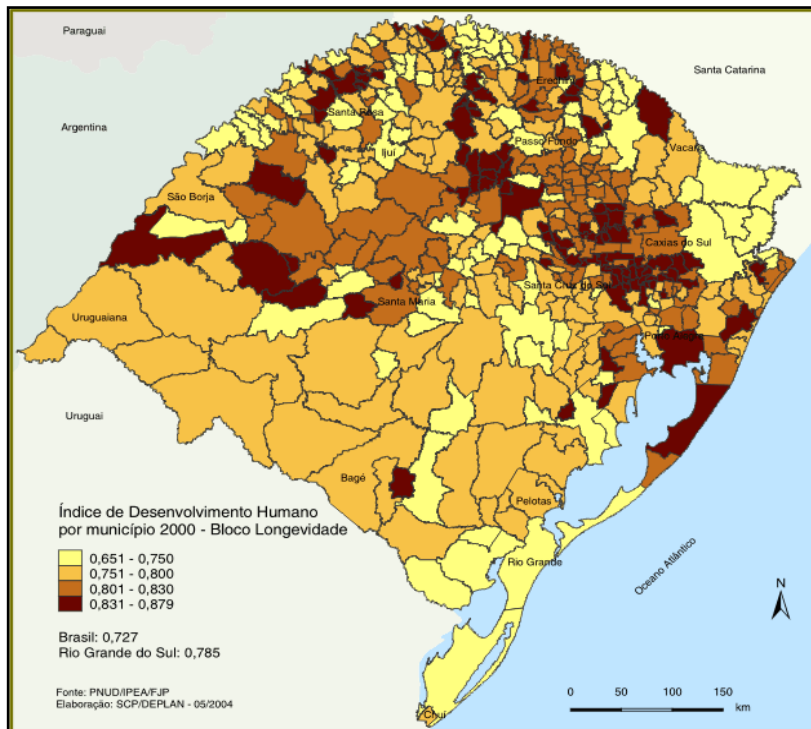 Paraguai
Santa Catarina
Argentina
Erechim
Santa Rosa
Passo Fundo
Vacaria
Ijuí
São Borja
Caxias do Sul
Santa Cruz do Sul
Santa Maria
Uruguaiana
Porto Alegre
Uruguai
Bagé
Pelotas
Rio Grande
Oceano Atlântico
Chuí
Índice de Desenvolvimento Humano
por município 2000 - Bloco Longevidade
0,651 - 0,750
0,751 - 0,800
0,801 - 0,830
0,831 - 0,879
Brasil: 0,727
Rio Grande do Sul: 0,785
Fonte: PNUD/IPEA/FJP
Elaboração: SCP/DEPLAN - 05/2004
N
0 50 100 150
km